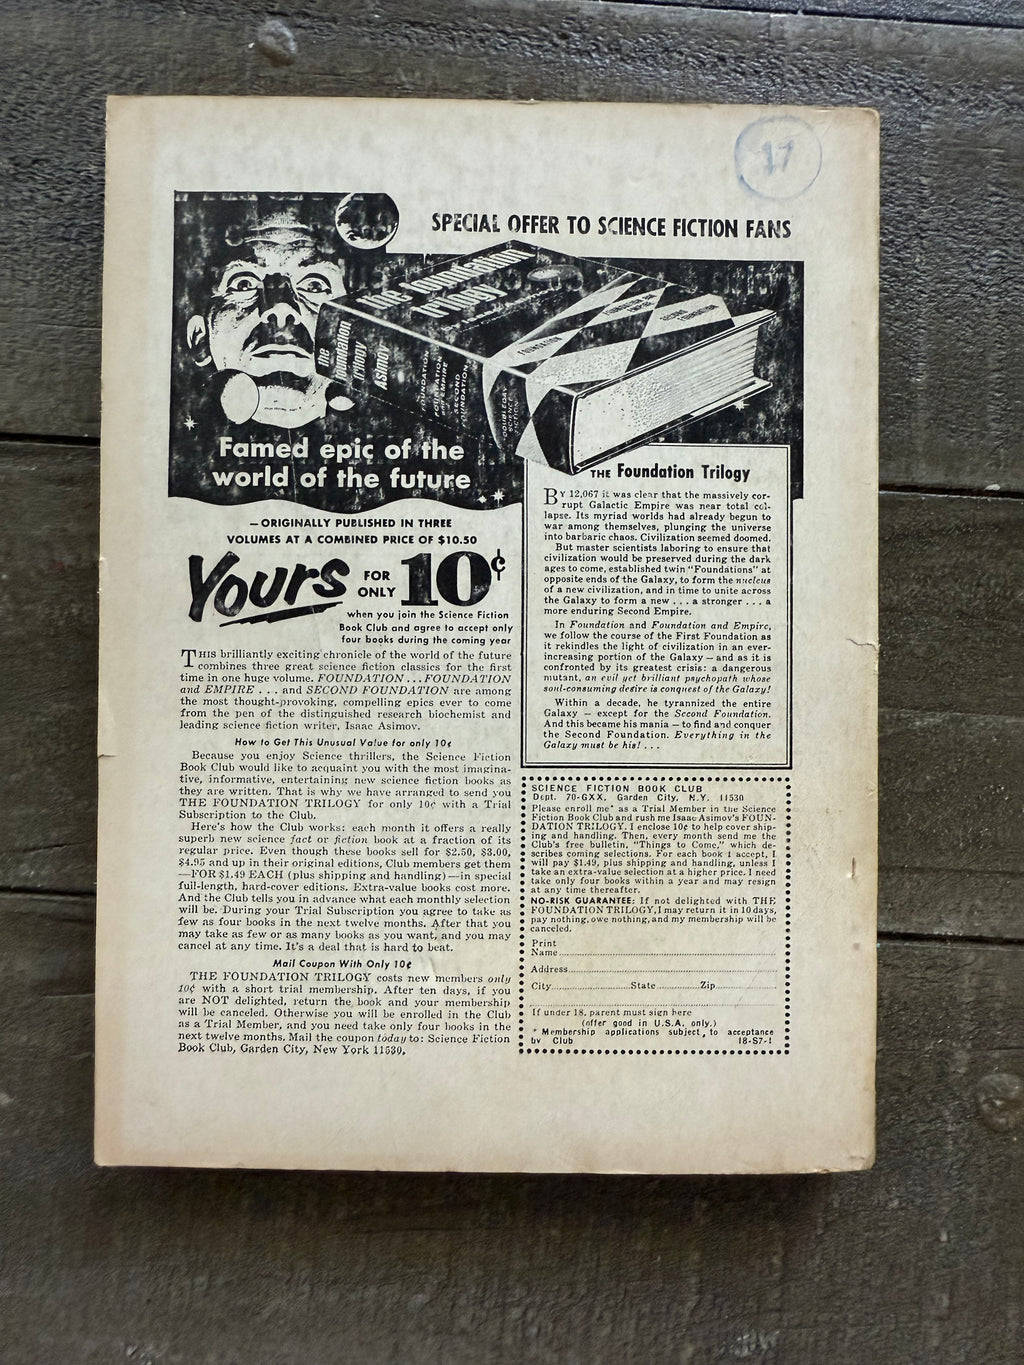 17
SPECIAL OFFER TO SCIENCE FICTION FANS
the foundation
trilogy
the
foundation
trilogy
Asimov
FOUNDATION
FOUNDATION
and EMPIRE
SECOND
FOUNDATION
DOUBLEDAY
SCIENCE
FICTION
FOUNDATION
FOUNDATION AND
EMPIRE
SECOND
FOUNDATION
Famed epic of the
world of the future
—ORIGINALLY PUBLISHED IN THREE
VOLUMES AT A COMBINED PRICE OF $10.50
Yours FOR ONLY 10¢
when you join the Science Fiction
Book Club and agree to accept only
four books during the coming year
THIS brilliantly exciting chronicle of the world of the future
combines three great science fiction classics for the first
time in one huge volume. FOUNDATION . . . FOUNDATION
and EMPIRE . . . and SECOND FOUNDATION are among
the most thought-provoking, compelling epics ever to come
from the pen of the distinguished research biochemist and
leading science fiction writer, Isaac Asimov.
How to Get This Unusual Value for only 10¢
Because you enjoy Science thrillers, the Science Fiction
Book Club would like to acquaint you with the most imagina-
tive, informative, entertaining new science fiction books as
they are written. That is why we have arranged to send you
THE FOUNDATION TRILOGY for only 10¢ with a Trial
Subscription to the Club.
Here's how the Club works: each month it offers a really
superb new science fact or fiction book at a fraction of its
regular price. Even though these books sell for $2.50, $3.00,
$4.95 and up in their original editions, Club members get them
—FOR $1.49 EACH (plus shipping and handling)—in special
full-length, hard-cover editions. Extra-value books cost more.
And the Club tells you in advance what each monthly selection
will be. During your Trial Subscription you agree to take as
few as four books in the next twelve months. After that you
may take as few or as many books as you want, and you may
cancel at any time. It's a deal that is hard to beat.
Mail Coupon With Only 10¢
THE FOUNDATION TRILOGY costs new members only
10¢ with a short trial membership. After ten days, if you
are NOT delighted, return the book and your membership
will be canceled. Otherwise you will be enrolled in the Club
as a Trial Member, and you need take only four books in the
next twelve months. Mail the coupon today to: Science Fiction
Book Club, Garden City, New York 11530.
THE Foundation Trilogy
BY 12,067 it was clear that the massively cor-
rupt Galactic Empire was near total col-
lapse. Its myriad worlds had already begun to
war among themselves, plunging the universe
into barbaric chaos. Civilization seemed doomed.
But master scientists laboring to ensure that
civilization would be preserved during the dark
ages to come, established twin "Foundations" at
opposite ends of the Galaxy, to form the nucleus
of a new civilization, and in time to unite across
the Galaxy to form a new . . . a stronger . . . a
more enduring Second Empire.
In Foundation and Foundation and Empire,
we follow the course of the First Foundation as
it rekindles the light of civilization in an ever-
increasing portion of the Galaxy — and as it is
confronted by its greatest crisis: a dangerous
mutant, an evil yet brilliant psychopath whose
soul-consuming desire is conquest of the Galaxy!
Within a decade, he tyrannized the entire
Galaxy — except for the Second Foundation.
And this became his mania — to find and conquer
the Second Foundation. Everything in the
Galaxy must be his! . . .
SCIENCE FICTION BOOK CLUB
Dept. 70-GXX, Garden City, N.Y. 11530
Please enroll me* as a Trial Member in the Science
Fiction Book Club and rush me Isaac Asimov's FOUN-
DATION TRILOGY. I enclose 10¢ to help cover ship-
ping and handling. Then, every month send me the
Club's free bulletin, "Things to Come," which de-
scribes coming selections. For each book I accept, I
will pay $1.49, plus shipping and handling, unless I
take an extra-value selection at a higher price. I need
take only four books within a year and may resign
at any time thereafter.
NO-RISK GUARANTEE: If not delighted with THE
FOUNDATION TRILOGY, I may return it in 10 days,
pay nothing, owe nothing, and my membership will be
canceled.
Print
Name
Address
City State Zip
If under 18, parent must sign here
(offer good in U.S.A. only.)
* Membership applications subject to acceptance
by Club 18-S7-1